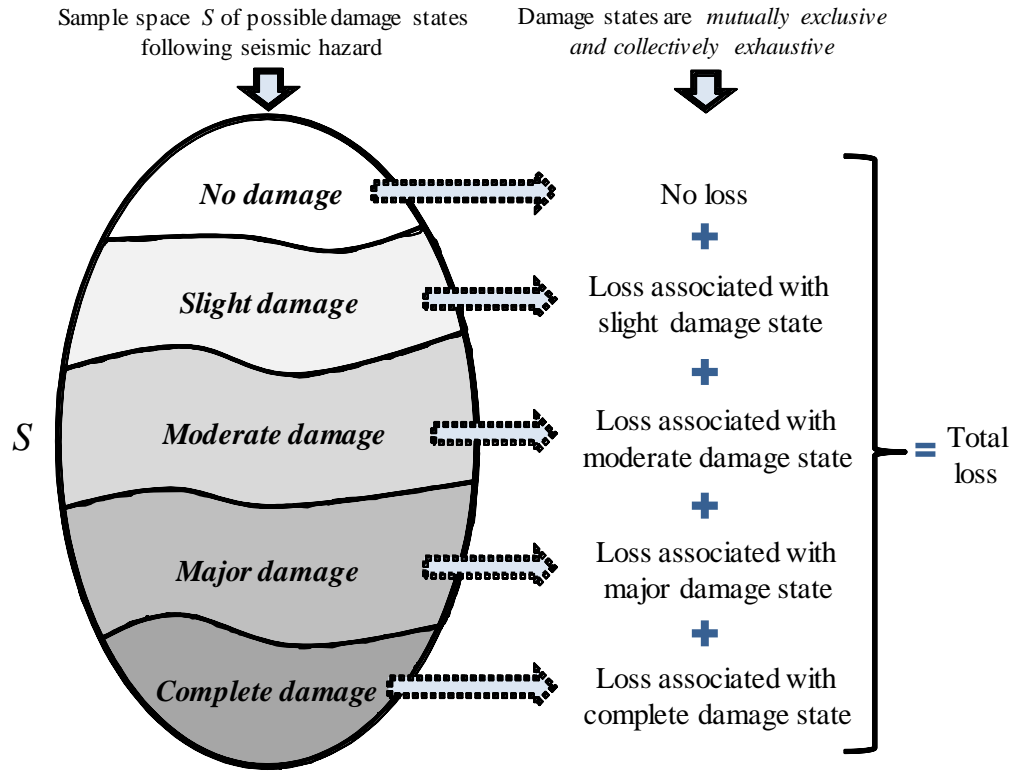 Sample space S of possible damage states
following seismic hazard
Damage states are mutually exclusive
and collectively exhaustive
S
No damage
Slight damage
Moderate damage
Major damage
Complete damage
No loss
+
Loss associated with
slight damage state
+
Loss associated with
moderate damage state
+
Loss associated with
major damage state
+
Loss associated with
complete damage state
= Total
loss